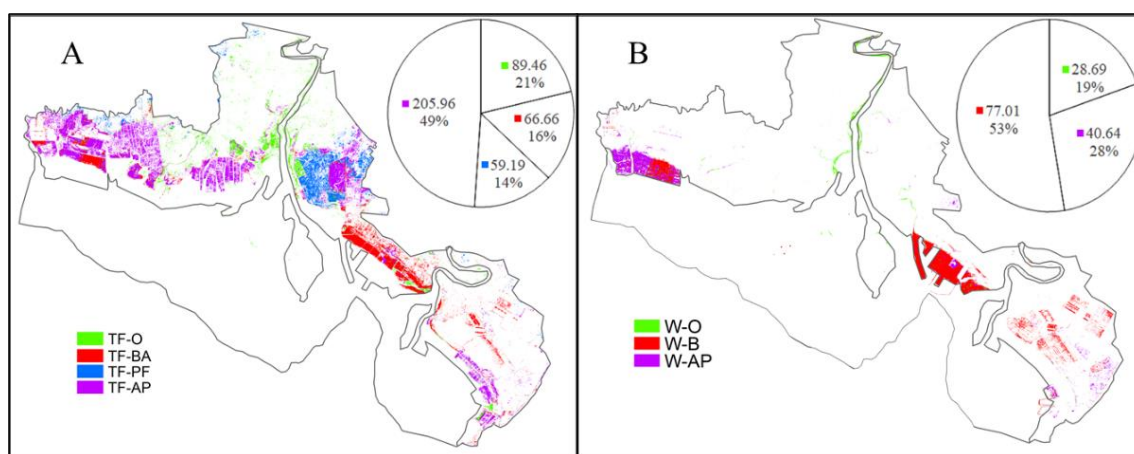 A
89.46
21%
205.96
49%
66.66
16%
59.19
14%
TF-O
TF-BA
TF-PF
TF-AP
B
28.69
19%
77.01
53%
40.64
28%
W-O
W-B
W-AP